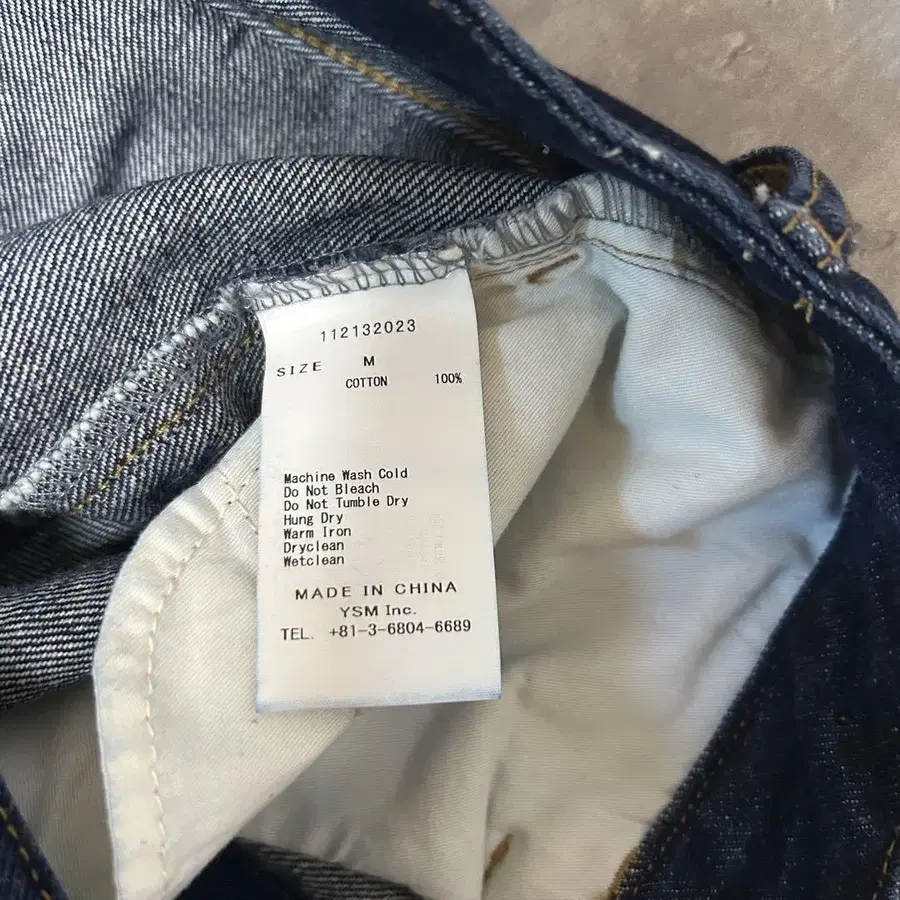 112132023
SIZE M
COTTON 100%
Machine Wash Cold
Do Not Bleach
Do Not Tumble Dry
Hung Dry
Warm Iron
Dryclean
Wetclean
MADE IN CHINA
YSM Inc.
TEL. +81-3-6804-6689